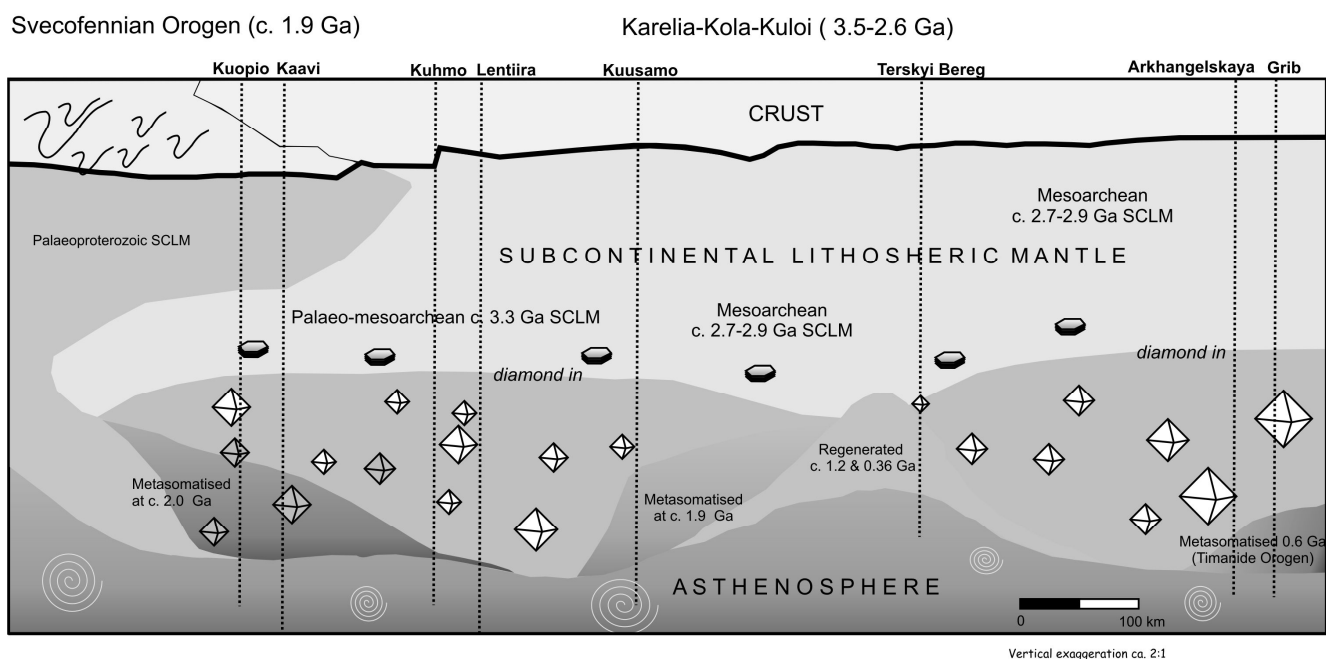 Svecofennian Orogen (c. 1.9 Ga)
Karelia-Kola-Kuloi ( 3.5-2.6 Ga)
Kuopio Kaavi Kuhmo Lentiira Kuusamo Terskyi Bereg Arkhangelskaya Grib
CRUST
Mesoarchean
c. 2.7-2.9 Ga SCLM
Palaeoproterozoic SCLM
SUBCONTINENTAL LITHOSHERIC MANTLE
Palaeo-mesoarchean c. 3.3 Ga SCLM
Mesoarchean
c. 2.7-2.9 Ga SCLM
diamond in
diamond in
Regenerated
c. 1.2 & 0.36 Ga
Metasomatised
at c. 2.0 Ga
Metasomatised
at c. 1.9 Ga
Metasomatised 0.6 Ga
(Timanide Orogen)
ASTHENOSPHERE
0 100 km
Vertical exaggeration ca. 2:1